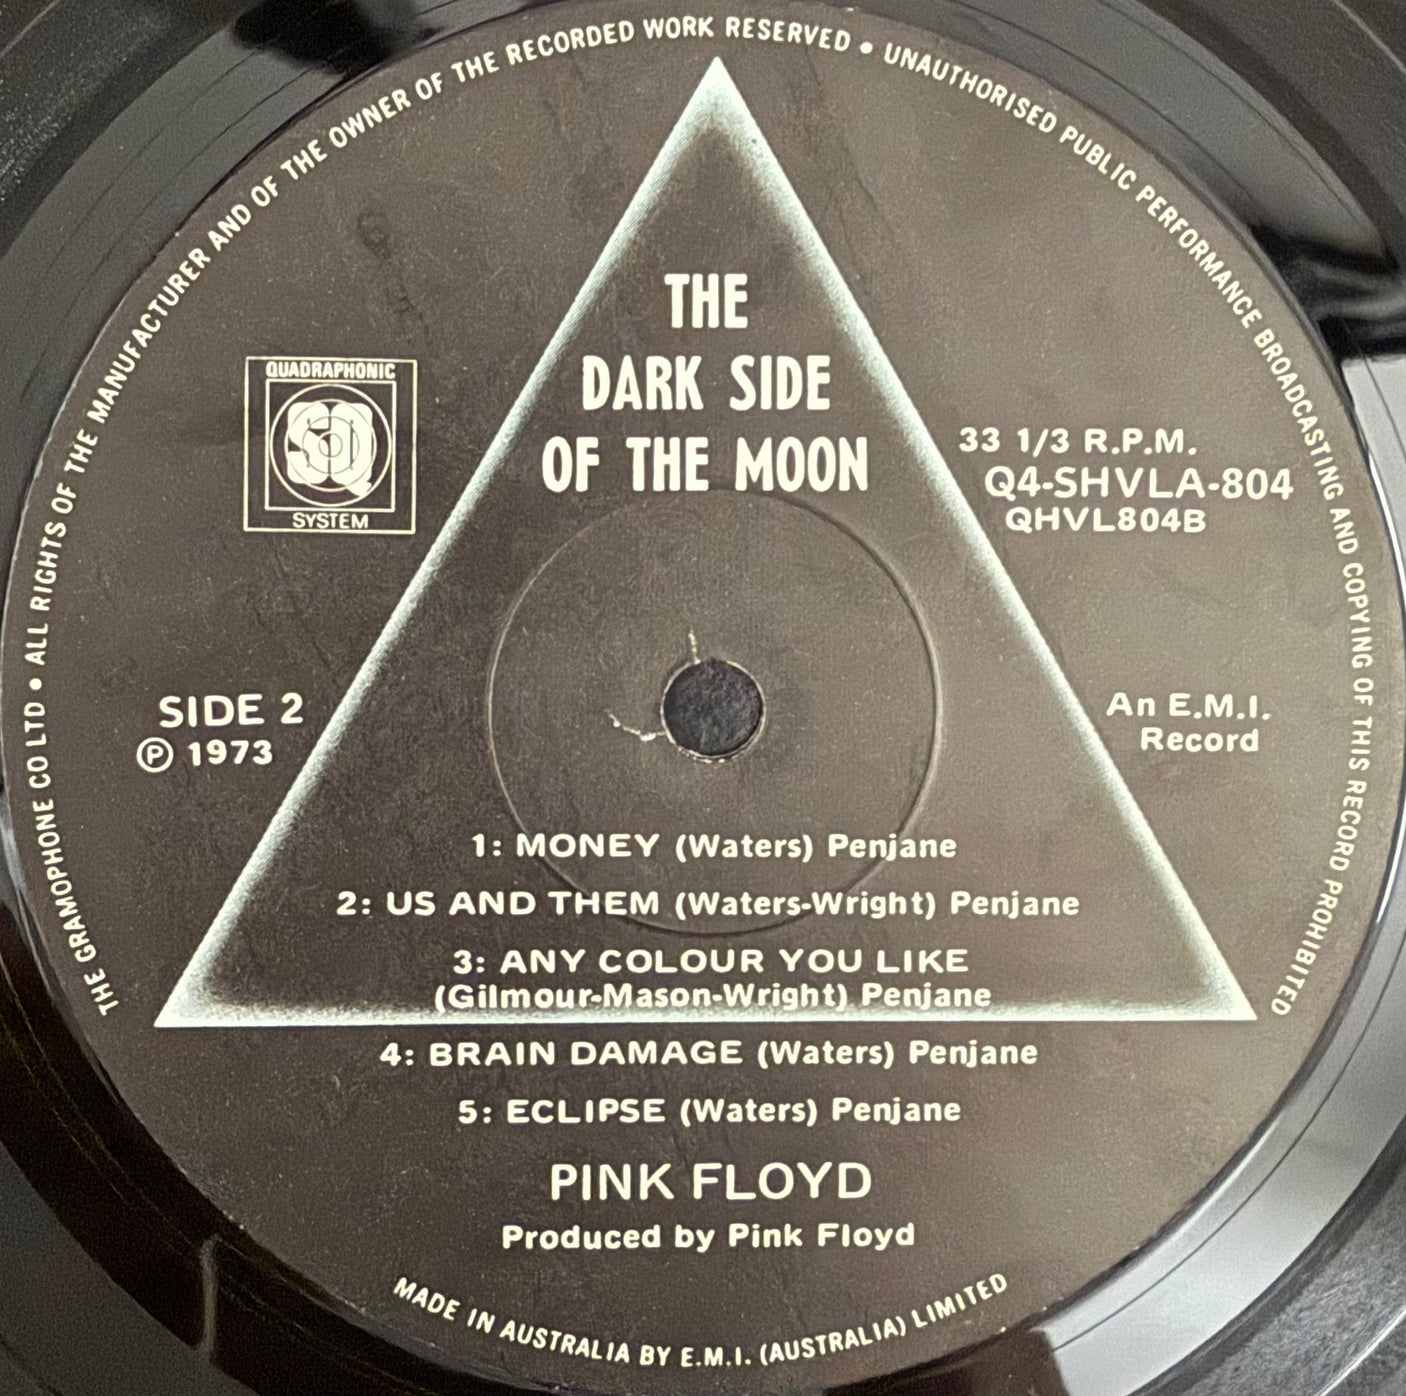 THE GRAMOPHONE CO LTD • ALL RIGHTS OF THE MANUFACTURER AND OF THE OWNER OF THE RECORDED WORK RESERVED • UNAUTHORISED PUBLIC PERFORMANCE BROADCASTING AND COPYING OF THIS RECORD PROHIBITED
THE
DARK SIDE
OF THE MOON
QUADRAPHONIC
SQ
SYSTEM
33 1/3 R.P.M.
Q4-SHVLA-804
QHVL804B
SIDE 2
℗ 1973
An E.M.I.
Record
1: MONEY (Waters) Penjane
2: US AND THEM (Waters-Wright) Penjane
3: ANY COLOUR YOU LIKE
(Gilmour-Mason-Wright) Penjane
4: BRAIN DAMAGE (Waters) Penjane
5: ECLIPSE (Waters) Penjane
PINK FLOYD
Produced by Pink Floyd
MADE IN AUSTRALIA BY E.M.I. (AUSTRALIA) LIMITED